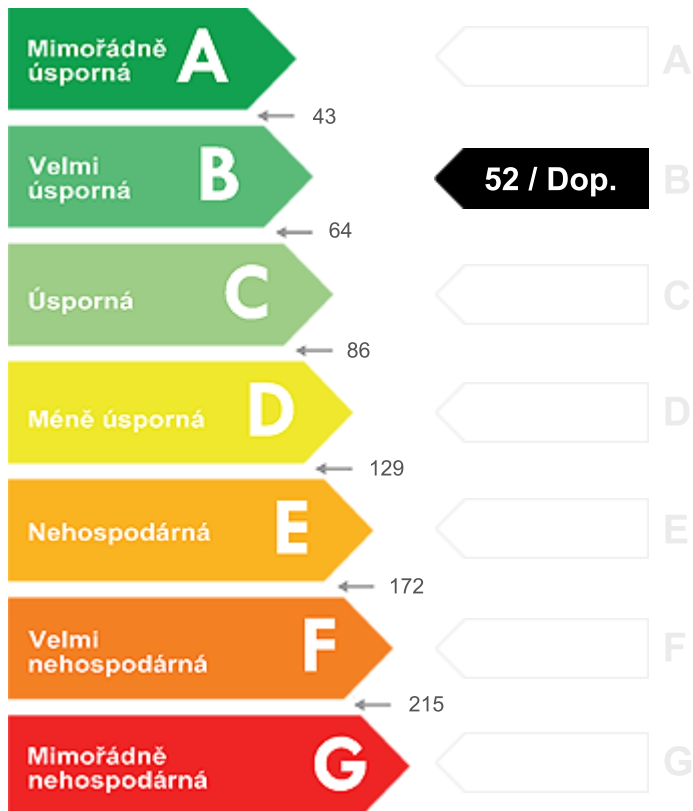 Mimořádně
úsporná
A
A
43
Velmi
úsporná
B
52 / Dop.
B
64
Úsporná
C
C
86
Méně úsporná
D
D
129
Nehospodárná
E
E
172
Velmi
nehospodárná
F
F
215
Mimořádně
nehospodárná
G
G